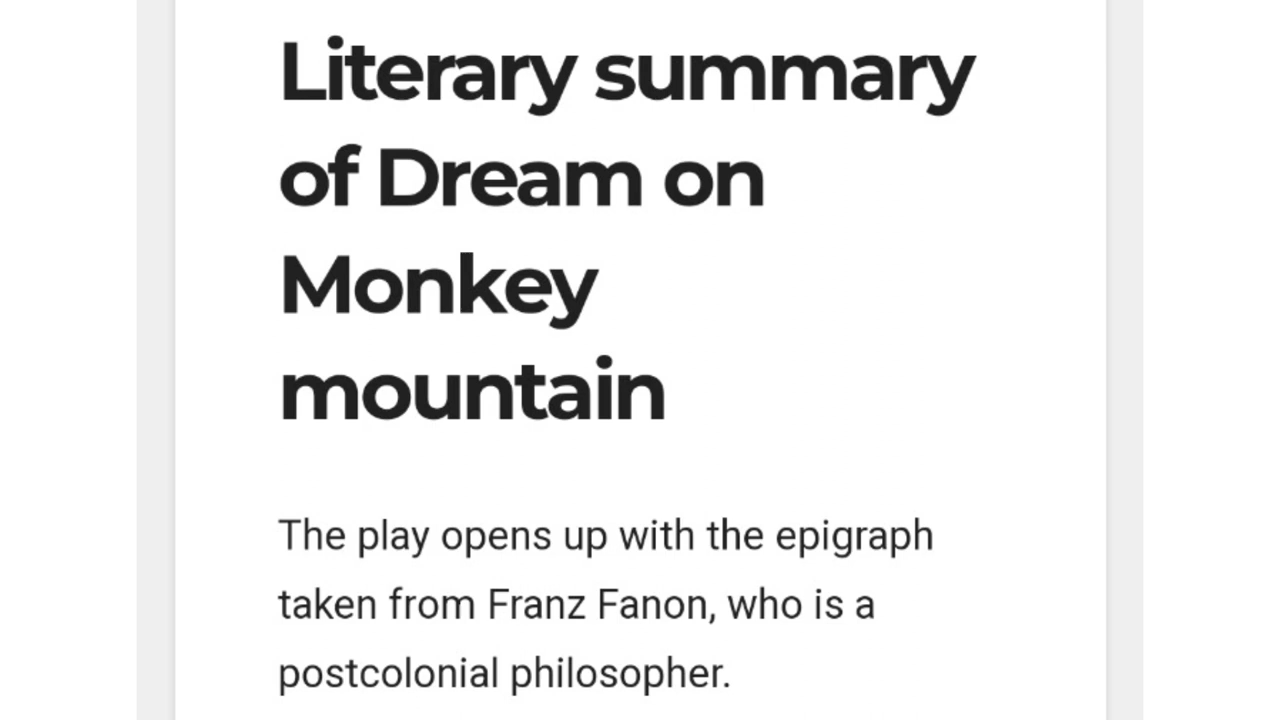 Literary summary
of Dream on
Monkey
mountain
The play opens up with the epigraph
taken from Franz Fanon, who is a
postcolonial philosopher.